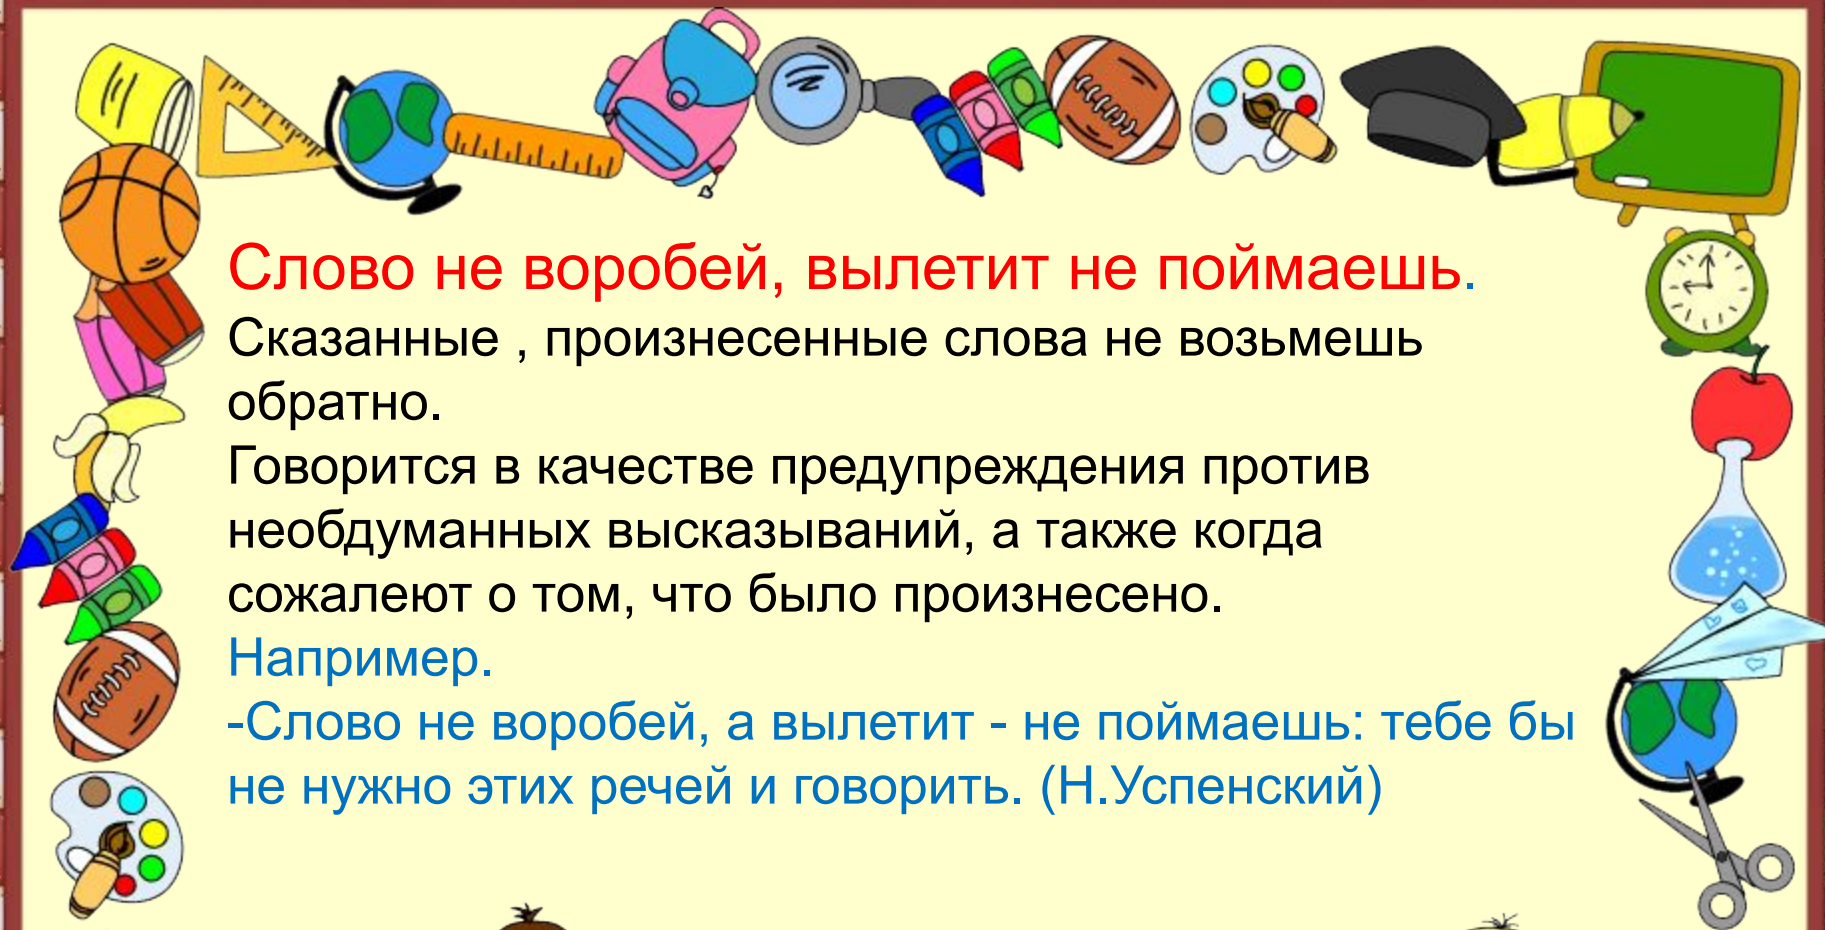 Слово не воробей, вылетит не поймаешь.
Сказанные , произнесенные слова не возьмешь
обратно.
Говорится в качестве предупреждения против
необдуманных высказываний, а также когда
сожалеют о том, что было произнесено.
Например.
-Слово не воробей, а вылетит - не поймаешь: тебе бы
не нужно этих речей и говорить. (Н.Успенский)